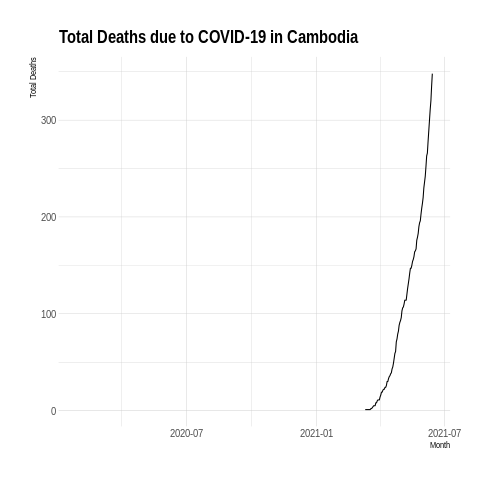 Total Deaths due to COVID-19 in Cambodia
Total Deaths
300
200
100
0
2020-07
2021-01
2021-07
Month